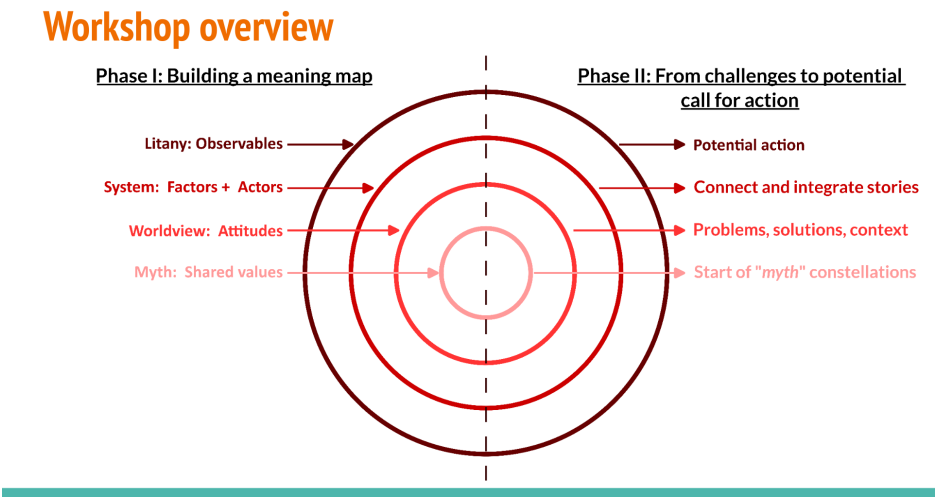 Workshop overview
Phase I: Building a meaning map
Phase II: From challenges to potential
call for action
Litany: Observables
System: Factors + Actors
Worldview: Attitudes
Myth: Shared values
Potential action
Connect and integrate stories
Problems, solutions, context
Start of "myth" constellations